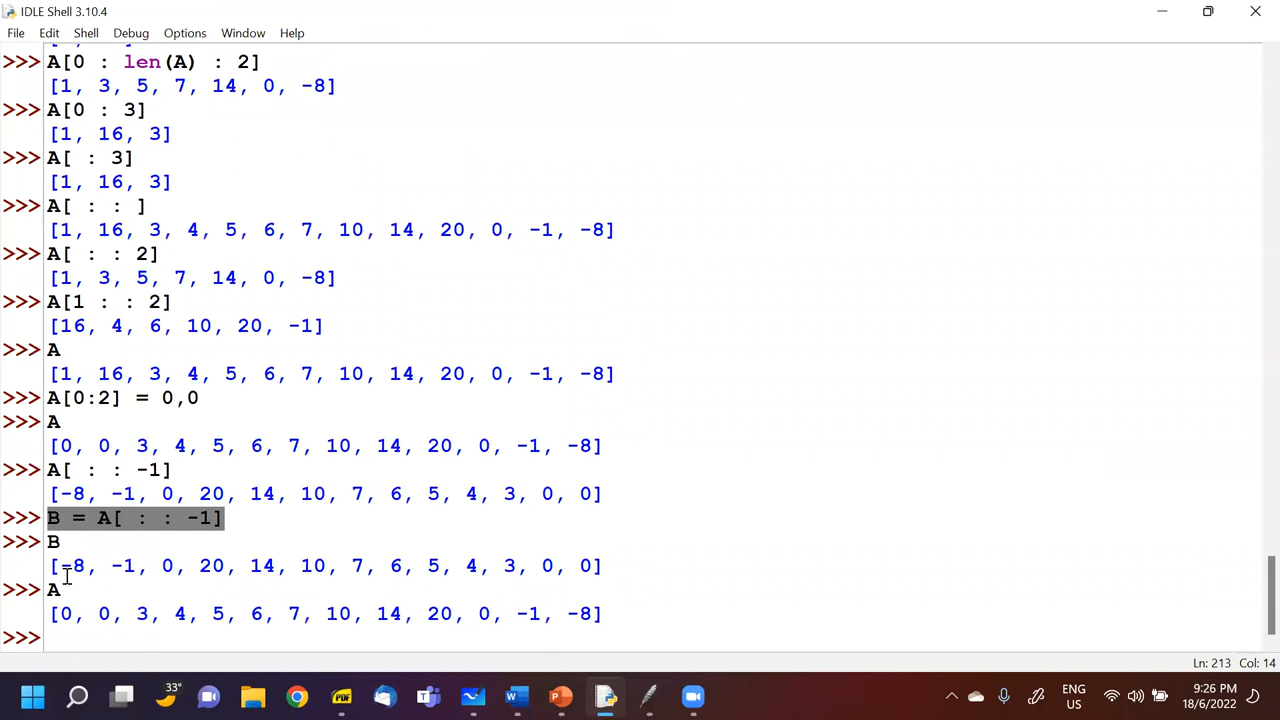 IDLE Shell 3.10.4
File Edit Shell Debug Options Window Help
>>> A[0 : len(A) : 2]
[1, 3, 5, 7, 14, 0, -8]
>>> A[0 : 3]
[1, 16, 3]
>>> A[ : 3]
[1, 16, 3]
>>> A[ : : ]
[1, 16, 3, 4, 5, 6, 7, 10, 14, 20, 0, -1, -8]
>>> A[ : : 2]
[1, 3, 5, 7, 14, 0, -8]
>>> A[1 : : 2]
[16, 4, 6, 10, 20, -1]
>>> A
[1, 16, 3, 4, 5, 6, 7, 10, 14, 20, 0, -1, -8]
>>> A[0:2] = 0,0
>>> A
[0, 0, 3, 4, 5, 6, 7, 10, 14, 20, 0, -1, -8]
>>> A[ : : -1]
[-8, -1, 0, 20, 14, 10, 7, 6, 5, 4, 3, 0, 0]
>>> B = A[ : : -1]
>>> B
[-8, -1, 0, 20, 14, 10, 7, 6, 5, 4, 3, 0, 0]
>>> A
[0, 0, 3, 4, 5, 6, 7, 10, 14, 20, 0, -1, -8]
>>>
Ln: 213 Col: 14
33°
PDF
ENG
US
9:26 PM
18/6/2022